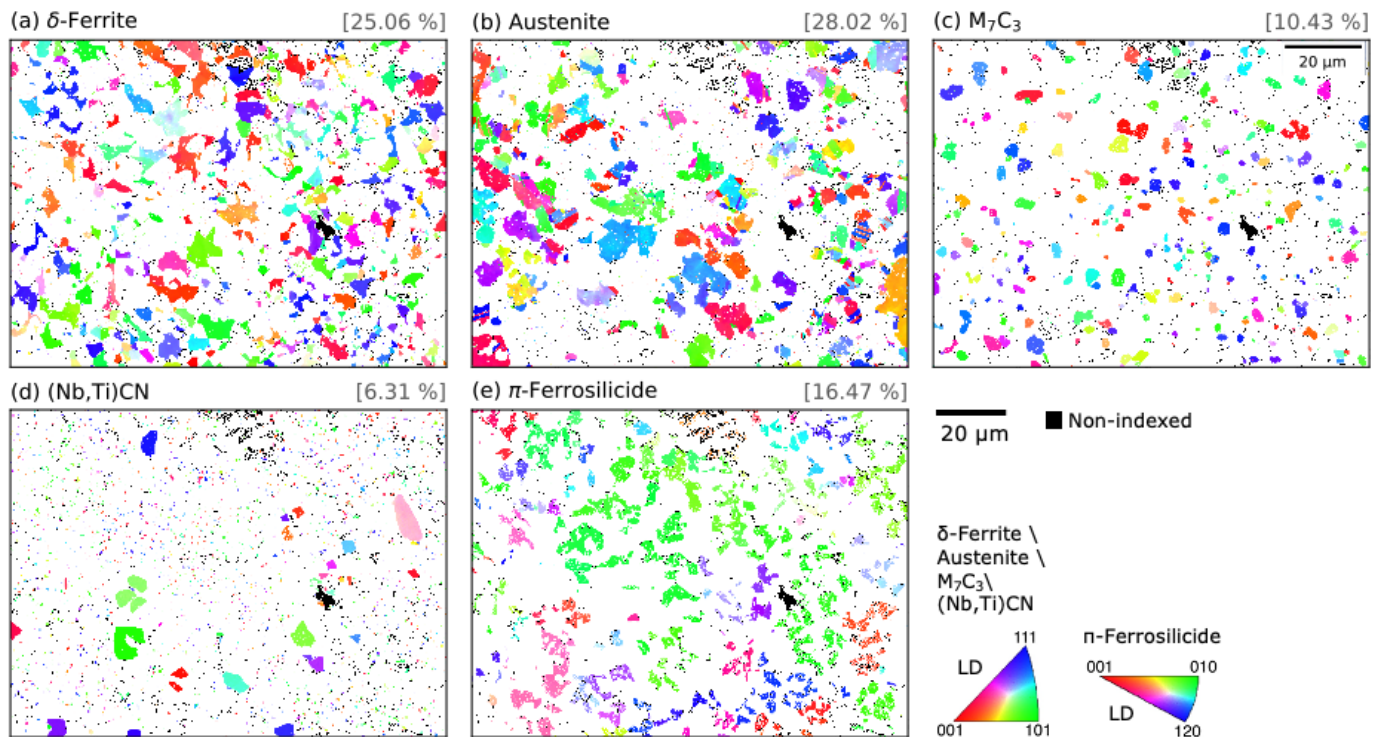 (a) δ-Ferrite [25.06 %]
(b) Austenite [28.02 %]
(c) M₇C₃ [10.43 %]
20 μm
(d) (Nb,Ti)CN [6.31 %]
(e) π-Ferrosilicide [16.47 %]
20 μm
Non-indexed
δ-Ferrite \
Austenite \
M₇C₃\
(Nb,Ti)CN
111
LD
001 101
π-Ferrosilicide
001 010
LD
120